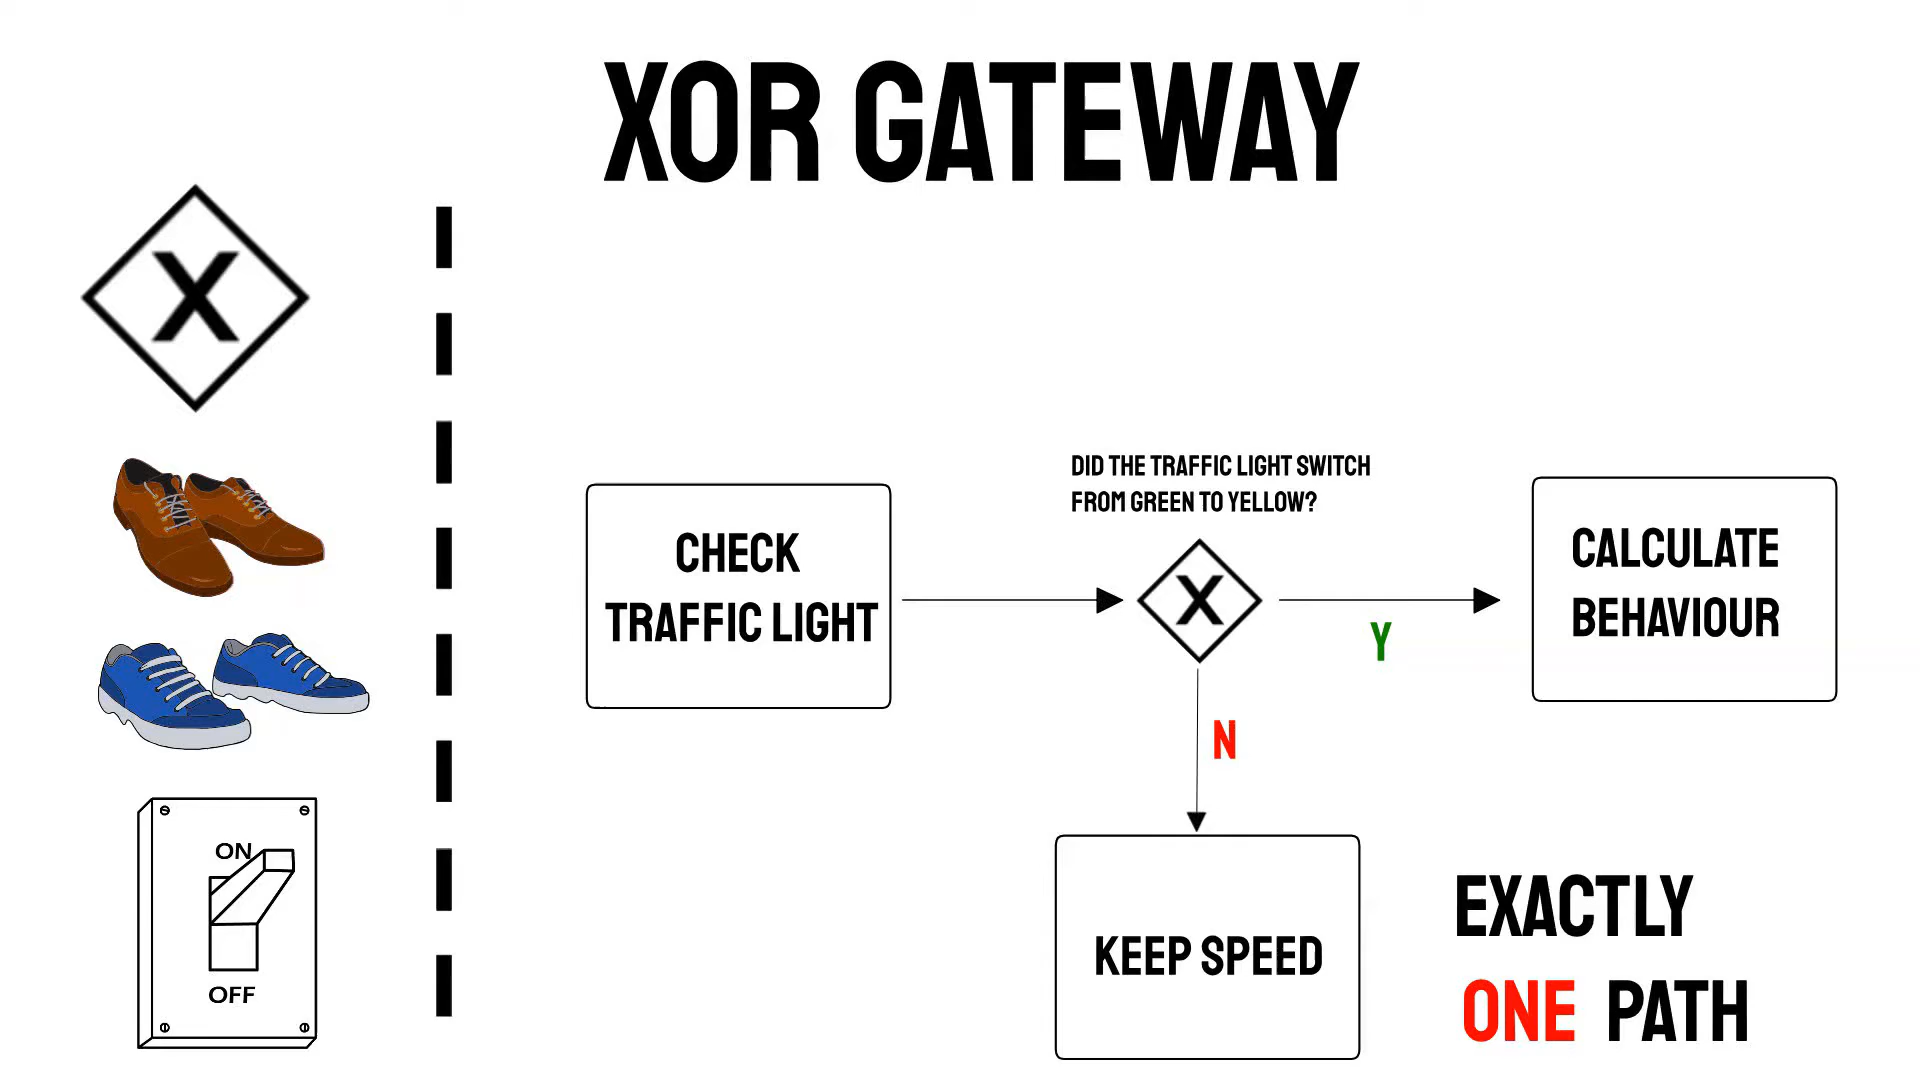 XOR GATEWAY
X
ON
OFF
CHECK
TRAFFIC LIGHT
DID THE TRAFFIC LIGHT SWITCH
FROM GREEN TO YELLOW?
X
Y
CALCULATE
BEHAVIOUR
N
KEEP SPEED
EXACTLY
ONE PATH